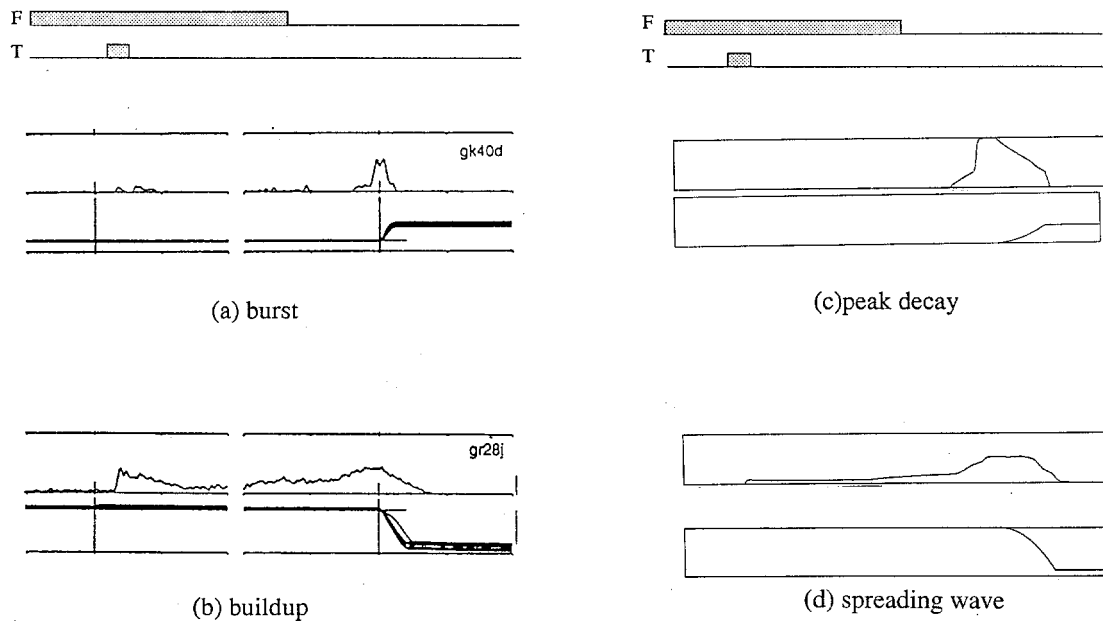 F
T
gk40d
(a) burst
gr28j
(b) buildup
F
T
(c)peak decay
(d) spreading wave